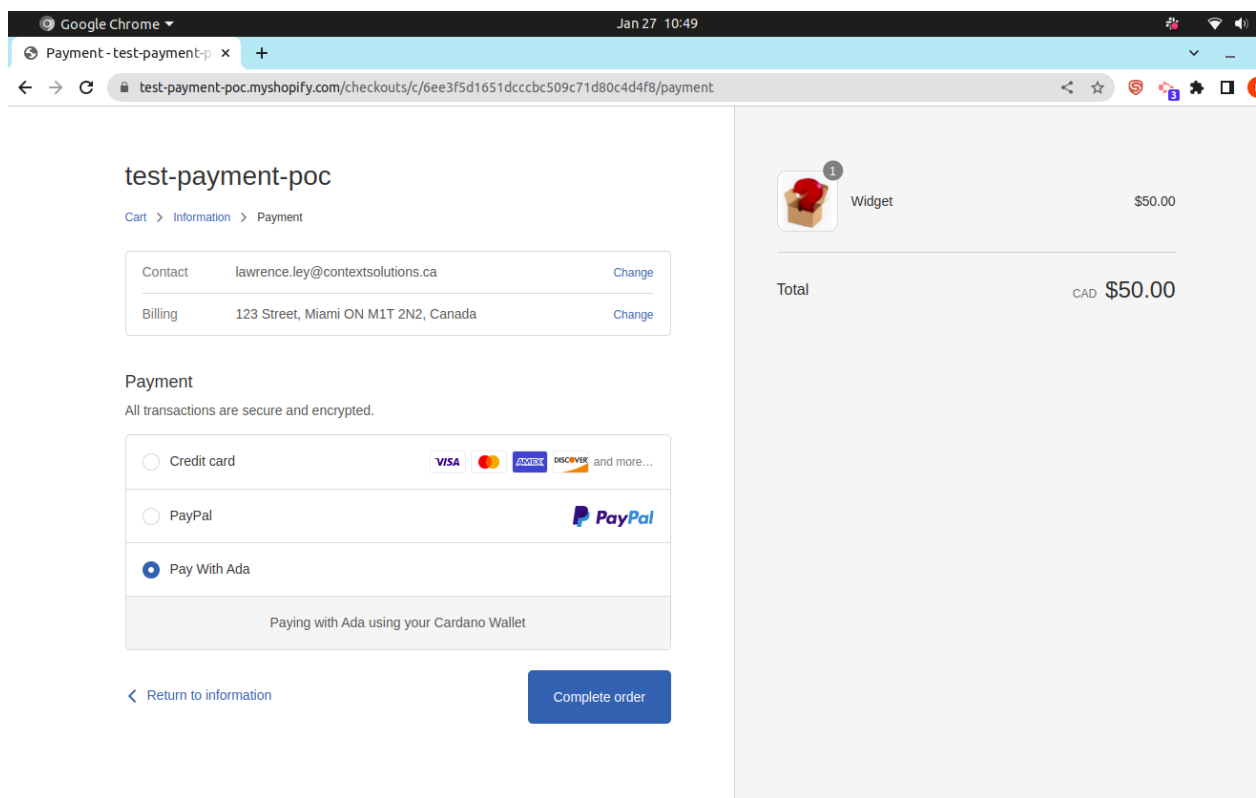 Google Chrome
Jan 27 10:49
Payment - test-payment-p
test-payment-poc.myshopify.com/checkouts/c/6ee3f5d1651dcccbc509c71d80c4d4f8/payment
3
test-payment-poc
Cart > Information > Payment
Contact lawrence.ley@contextsolutions.ca Change
Billing 123 Street, Miami ON M1T 2N2, Canada Change
Payment
All transactions are secure and encrypted.
Credit card VISA AMEX DISCOVER and more…
PayPal PayPal
Pay With Ada
Paying with Ada using your Cardano Wallet
Return to information
Complete order
1
Widget $50.00
Total CAD $50.00